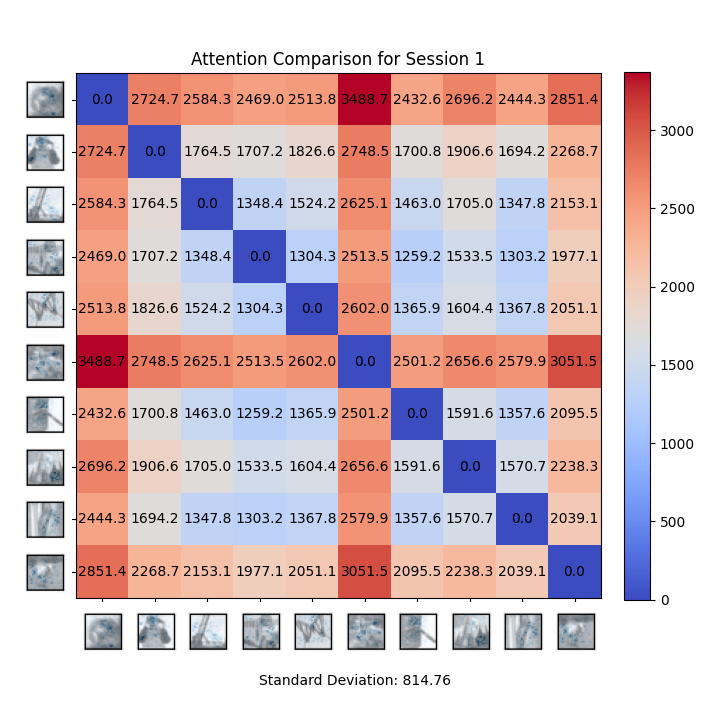 Attention Comparison for Session 1
0.0 2724.7 2584.3 2469.0 2513.8 3488.7 2432.6 2696.2 2444.3 2851.4
2724.7 0.0 1764.5 1707.2 1826.6 2748.5 1700.8 1906.6 1694.2 2268.7
2584.3 1764.5 0.0 1348.4 1524.2 2625.1 1463.0 1705.0 1347.8 2153.1
2469.0 1707.2 1348.4 0.0 1304.3 2513.5 1259.2 1533.5 1303.2 1977.1
2513.8 1826.6 1524.2 1304.3 0.0 2602.0 1365.9 1604.4 1367.8 2051.1
3488.7 2748.5 2625.1 2513.5 2602.0 0.0 2501.2 2656.6 2579.9 3051.5
2432.6 1700.8 1463.0 1259.2 1365.9 2501.2 0.0 1591.6 1357.6 2095.5
2696.2 1906.6 1705.0 1533.5 1604.4 2656.6 1591.6 0.0 1570.7 2238.3
2444.3 1694.2 1347.8 1303.2 1367.8 2579.9 1357.6 1570.7 0.0 2039.1
2851.4 2268.7 2153.1 1977.1 2051.1 3051.5 2095.5 2238.3 2039.1 0.0
3000
2500
2000
1500
1000
500
0
Standard Deviation: 814.76